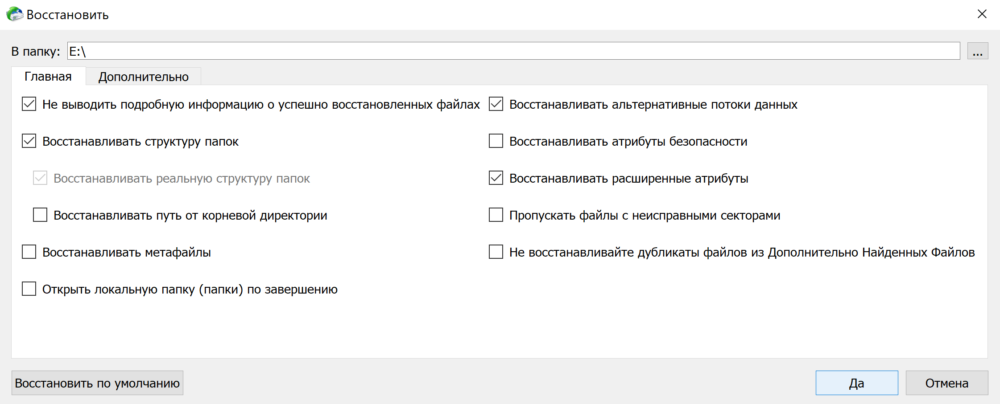 Восстановить
В папку: E:\ ...
Главная Дополнительно
Не выводить подробную информацию о успешно восстановленных файлах
Восстанавливать структуру папок
Восстанавливать реальную структуру папок
Восстанавливать путь от корневой директории
Восстанавливать метафайлы
Открыть локальную папку (папки) по завершению
Восстанавливать альтернативные потоки данных
Восстанавливать атрибуты безопасности
Восстанавливать расширенные атрибуты
Пропускать файлы с неисправными секторами
Не восстанавливайте дубликаты файлов из Дополнительно Найденных Файлов
Восстановить по умолчанию Да Отмена